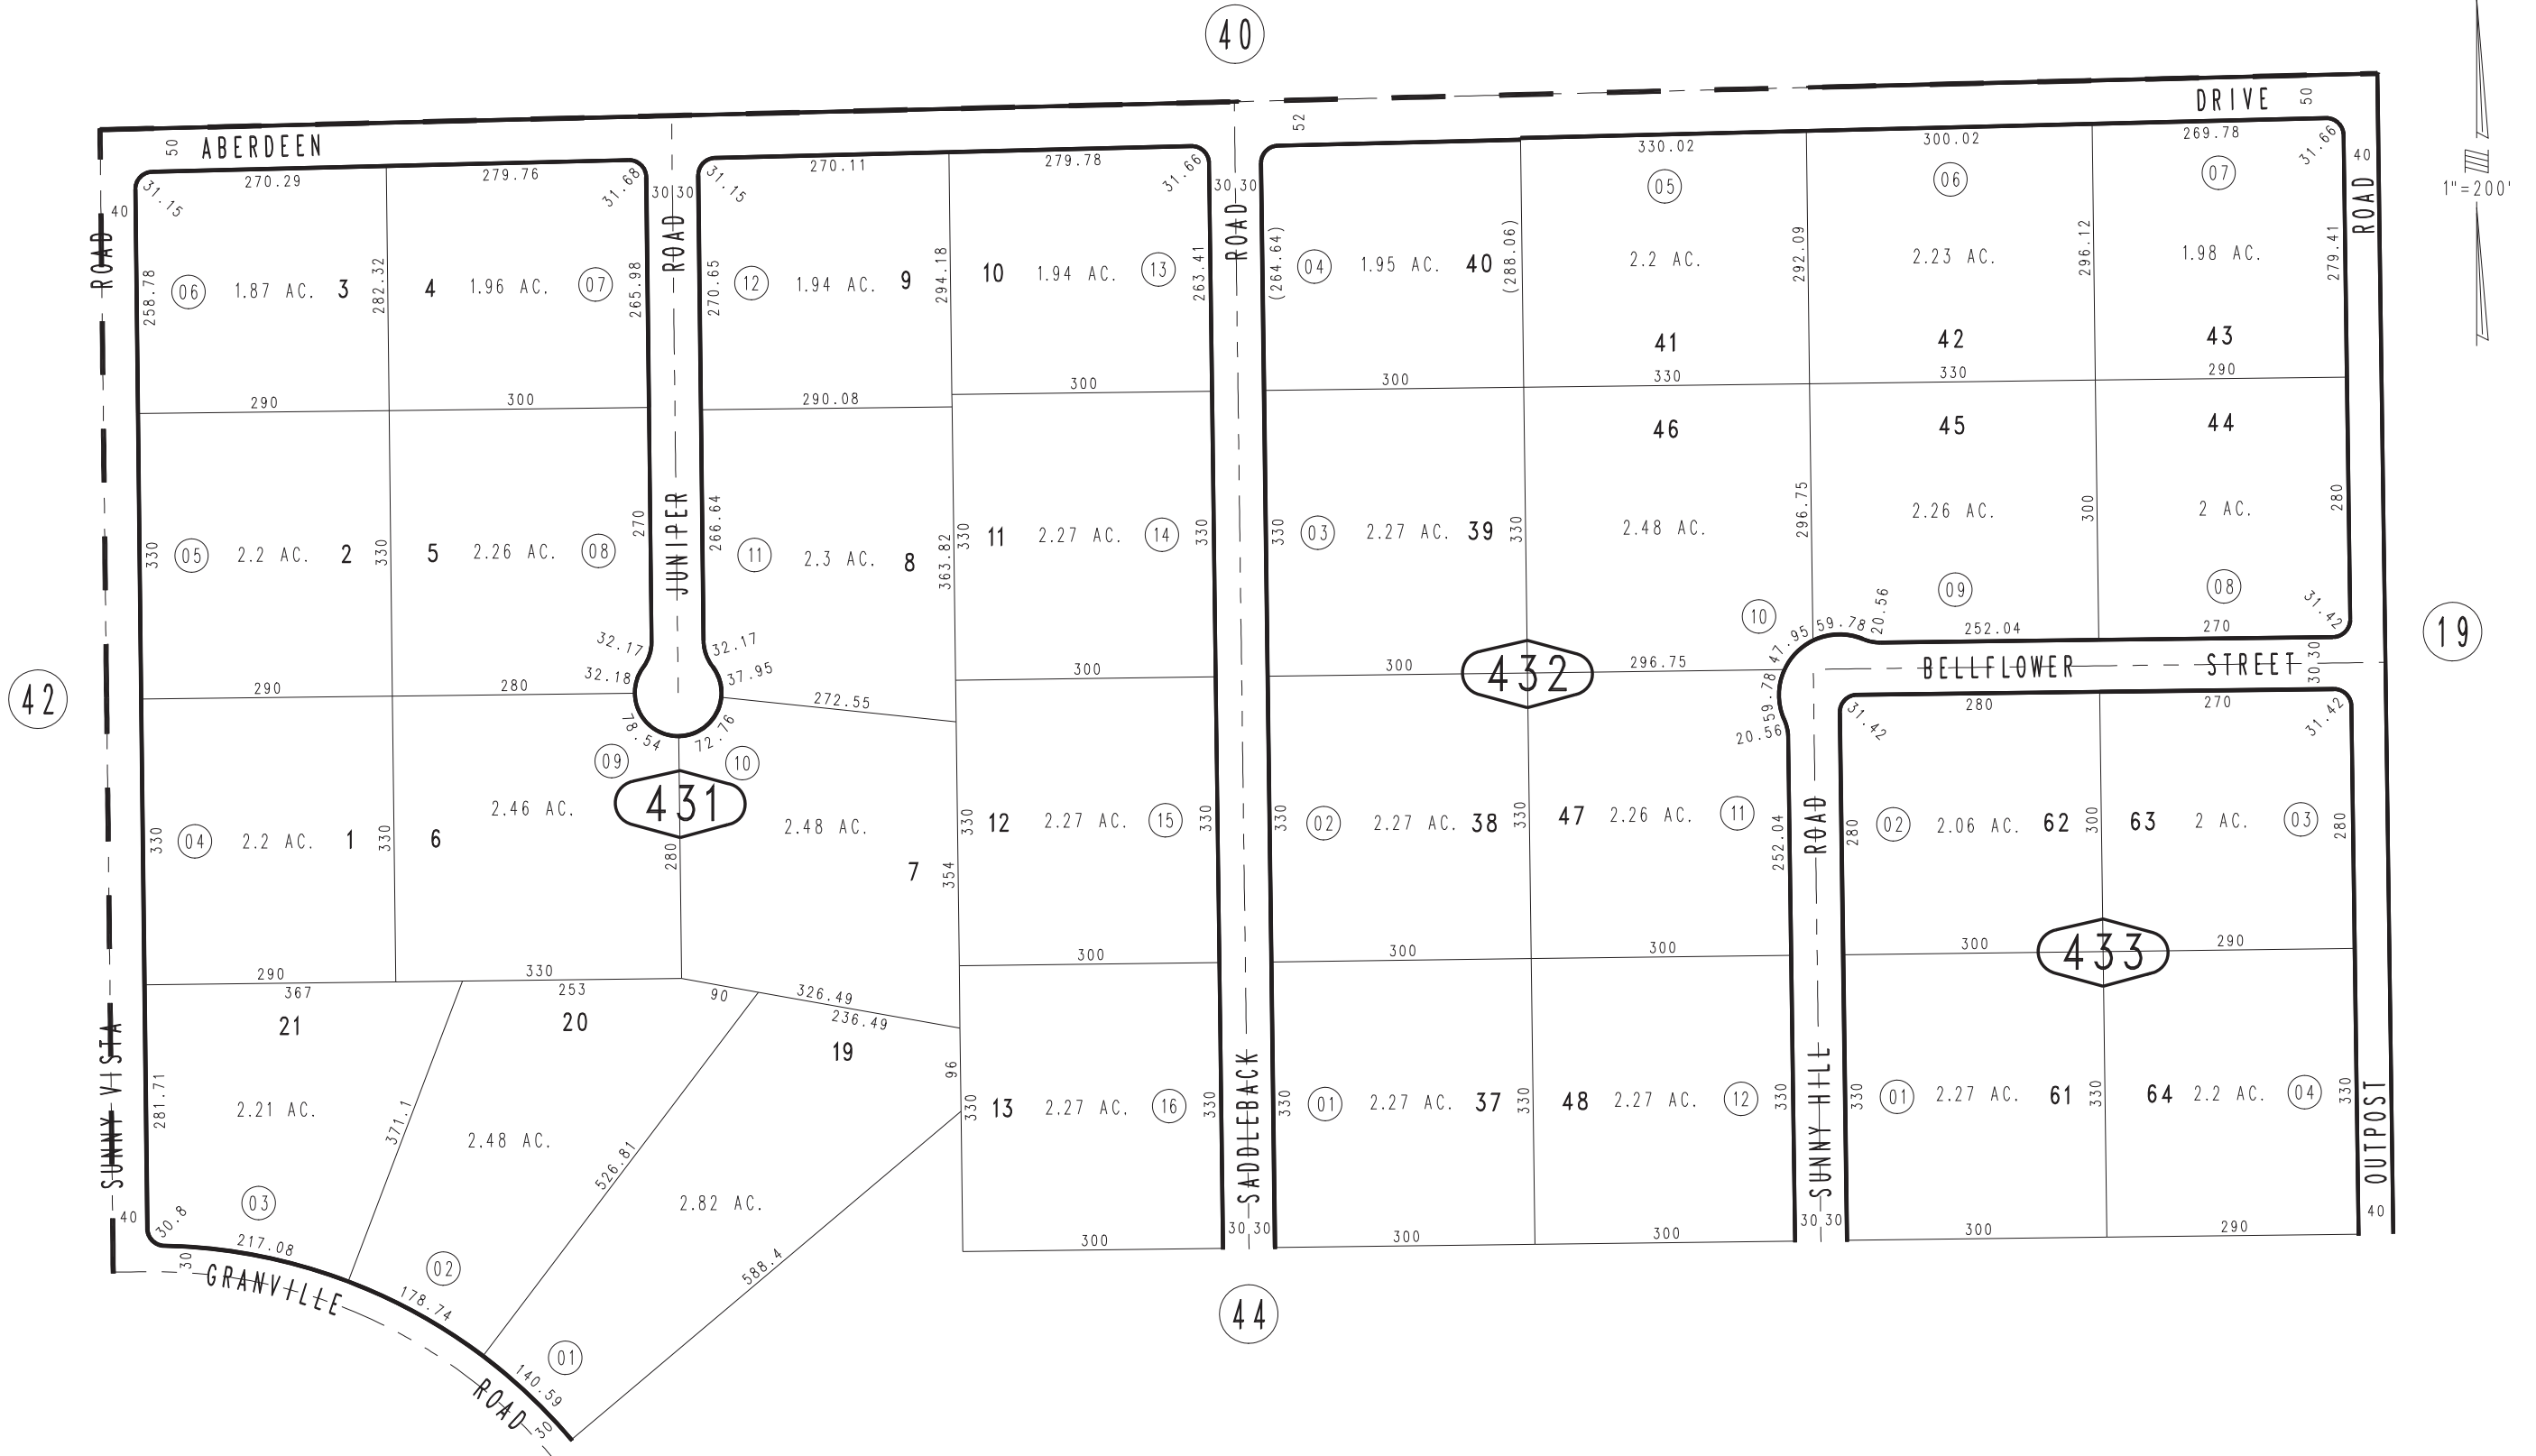 40
50 ABERDEEN
52
DRIVE 50
1"=200'
31.15 270.29 279.76 31.68
30 30
31.15 270.11 279.78 31.66
30 30
330.02 300.02 269.78 31.66
40
05 06 07
40 ROAD
ROAD ROAD ROAD
258.78 06 1.87 AC. 3 282.32 4 1.96 AC. 07 265.98
270.65 12 1.94 AC. 9 294.18 10 1.94 AC. 13 263.41
(264.64) 04 1.95 AC. 40 (288.06) 2.2 AC. 292.09 2.23 AC. 296.12 1.98 AC. 279.41
41 42 43
290 300 290.08 300 300 330 330 290
46 45 44
330 05 2.2 AC. 2 330 5 2.26 AC. 08 270 JUNIPER 266.64 11 2.3 AC. 8 363.82
330 11 2.27 AC. 14 330
330 03 2.27 AC. 39 330 2.48 AC. 296.75 2.26 AC. 300 2 AC. 280
10 09 08
20.56 31.42
47.95 59.78 252.04 270
32.17 32.17
32.18 37.95
42
290 280 272.55 300 300
432
296.75
BELLFLOWER STREET 30 30
19
78.54 72.76
59.78 20.56
31.42 280 270 31.42
09 10
431
330 04 2.2 AC. 1 330 6 2.46 AC. 280 2.48 AC. 7 354
330 12 2.27 AC. 15 330
330 02 2.27 AC. 38 330 47 2.26 AC. 11 252.04
ROAD
280 02 2.06 AC. 62 300 63 2 AC. 03 280
290 330 300 300 300 300 290
433
367 253 90 326.49
236.49
21 20 19
SUNNY VISTA
281.71 2.21 AC. 371.1 2.48 AC. 526.81 2.82 AC. 96
330 13 2.27 AC. 16 330
SADDLEBACK
330 01 2.27 AC. 37 330 48 2.27 AC. 12 330
SUNNY HILL
330 01 2.27 AC. 61 330 64 2.2 AC. 04 330
OUTPOST
40
03
40 30.8
217.08
30
GRANVILLE ROAD
02
178.74
588.4
300 30 30 300 300 30 30 300 290
44
01
140.59
30